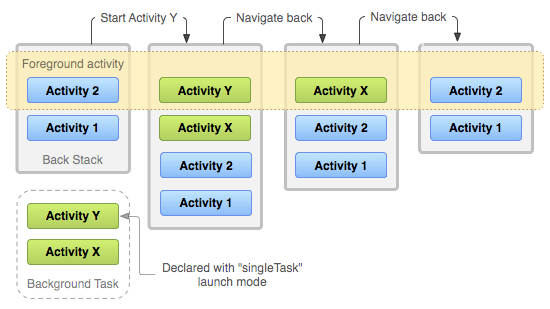 Start Activity Y
Navigate back
Navigate back
Foreground activity
Activity 2
Activity Y
Activity X
Activity 2
Activity 1
Activity X
Activity 2
Activity 1
Back Stack
Activity 2
Activity 1
Activity 1
Activity Y
Activity X
Background Task
Declared with "singleTask"
launch mode